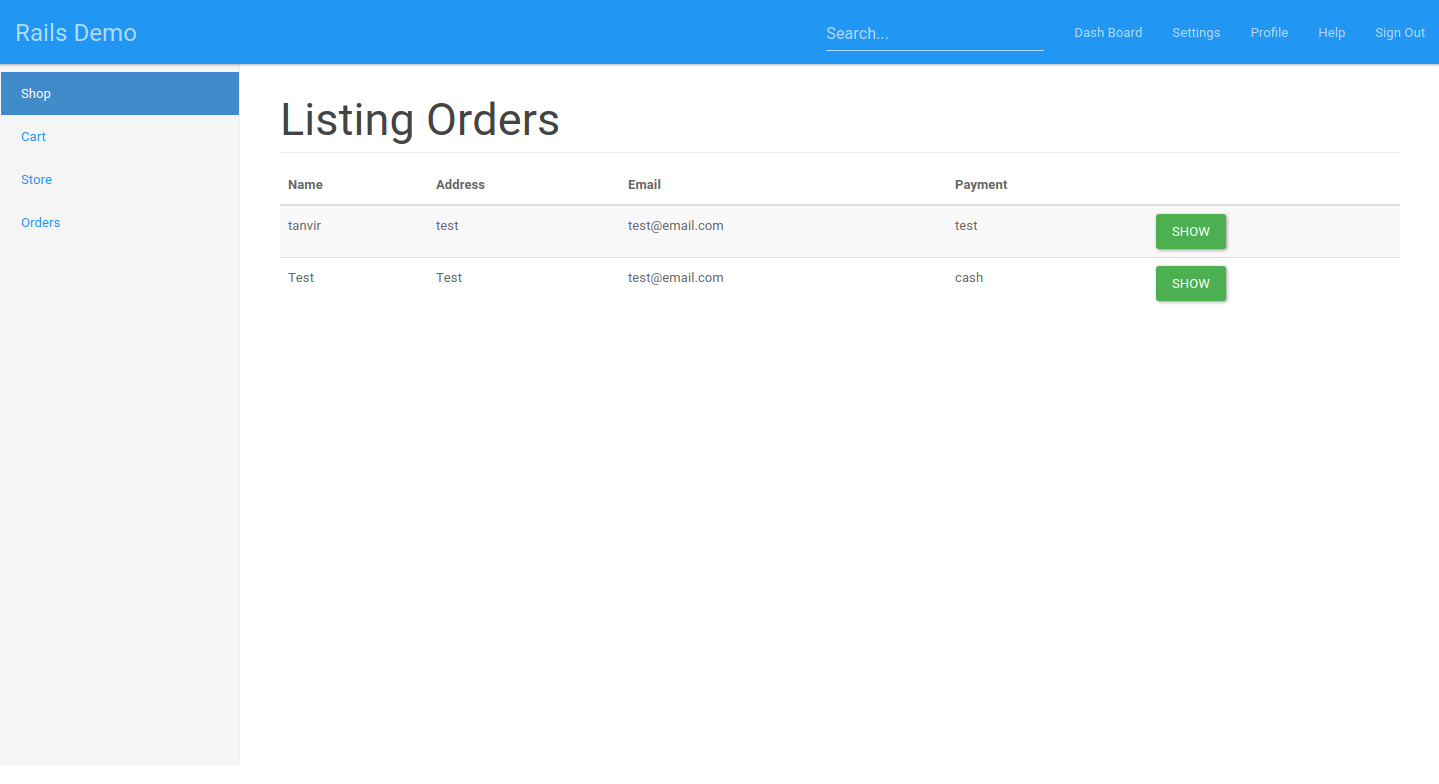 Rails Demo
Search...
Dash Board
Settings
Profile
Help
Sign Out
Shop
Cart
Store
Orders
Listing Orders
Name Address Email Payment
tanvir test test@email.com test SHOW
Test Test test@email.com cash SHOW